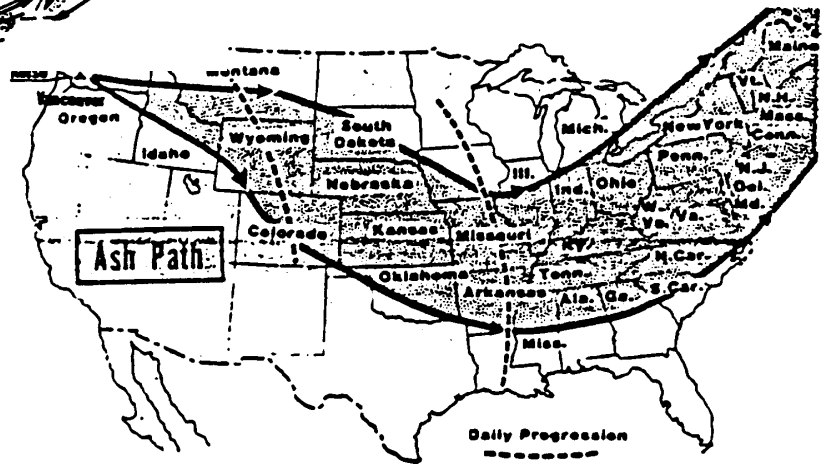 Montana
Maine
Vancouver
Oregon
Vt.
N.H.
Mass.
Conn.
Wyoming
South
Dakota
Mich.
New York
Idaho
Penn.
Ill.
Ind.
Ohio
N.J.
Del.
Md.
Nebraska
W.
Va.
Va.
Colorado
Kansas
Missouri
KY.
N.Car.
Ash Path
Oklahoma
Tenn.
Arkansas
Ala.
Ga.
S.Car.
Miss.
Daily Progression